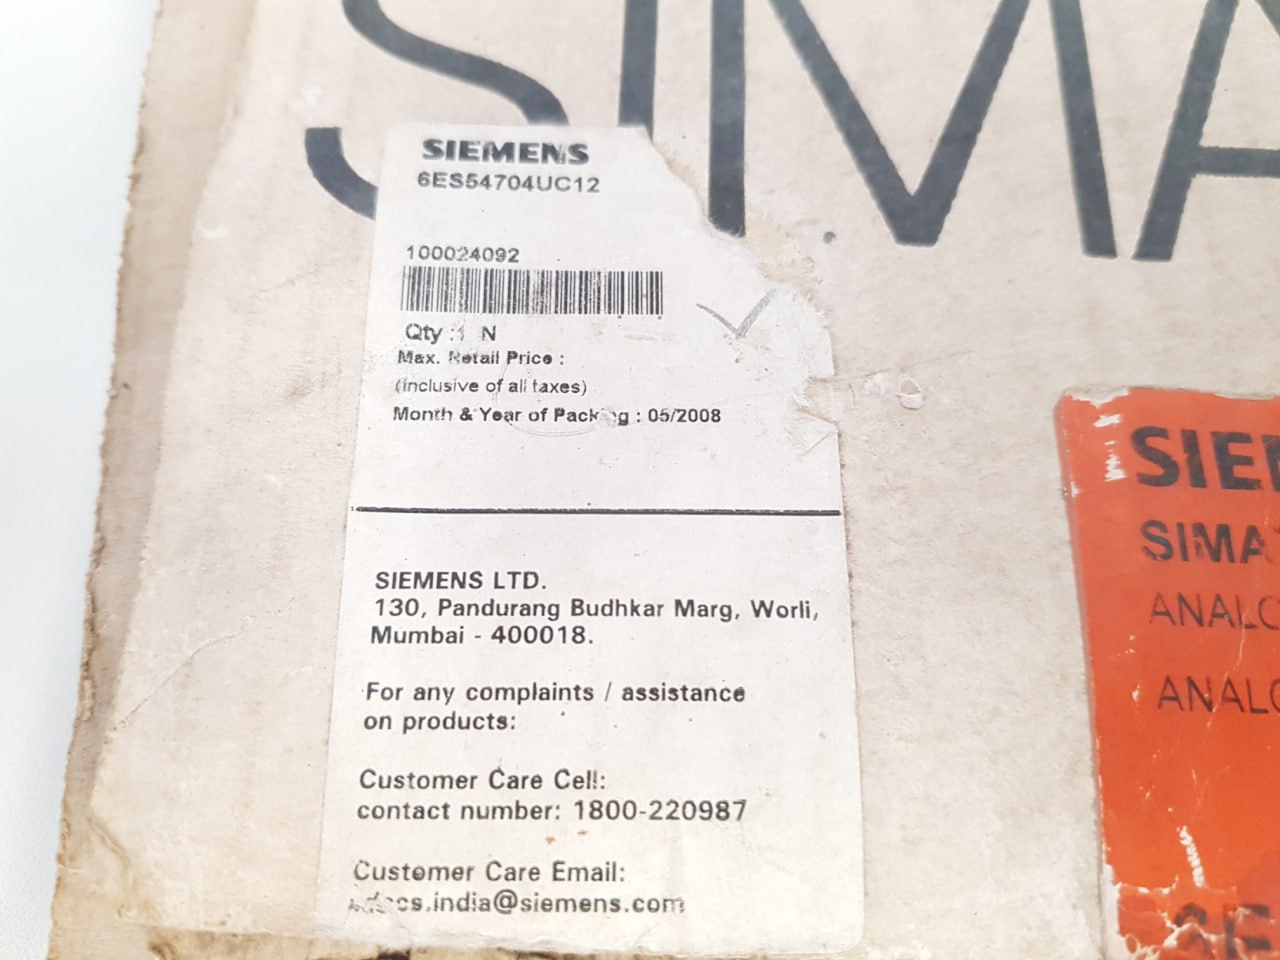 SIMA
SIEMENS
6ES54704UC12
100024092
Qty :1 N
Max. Retail Price :
(Inclusive of all taxes)
Month & Year of Packing : 05/2008
SIEMENS LTD.
130, Pandurang Budhkar Marg, Worli,
Mumbai - 400018.
For any complaints / assistance
on products:
Customer Care Cell:
contact number: 1800-220987
Customer Care Email:
SIE
SIMA
ANALO
ANALO
SIE